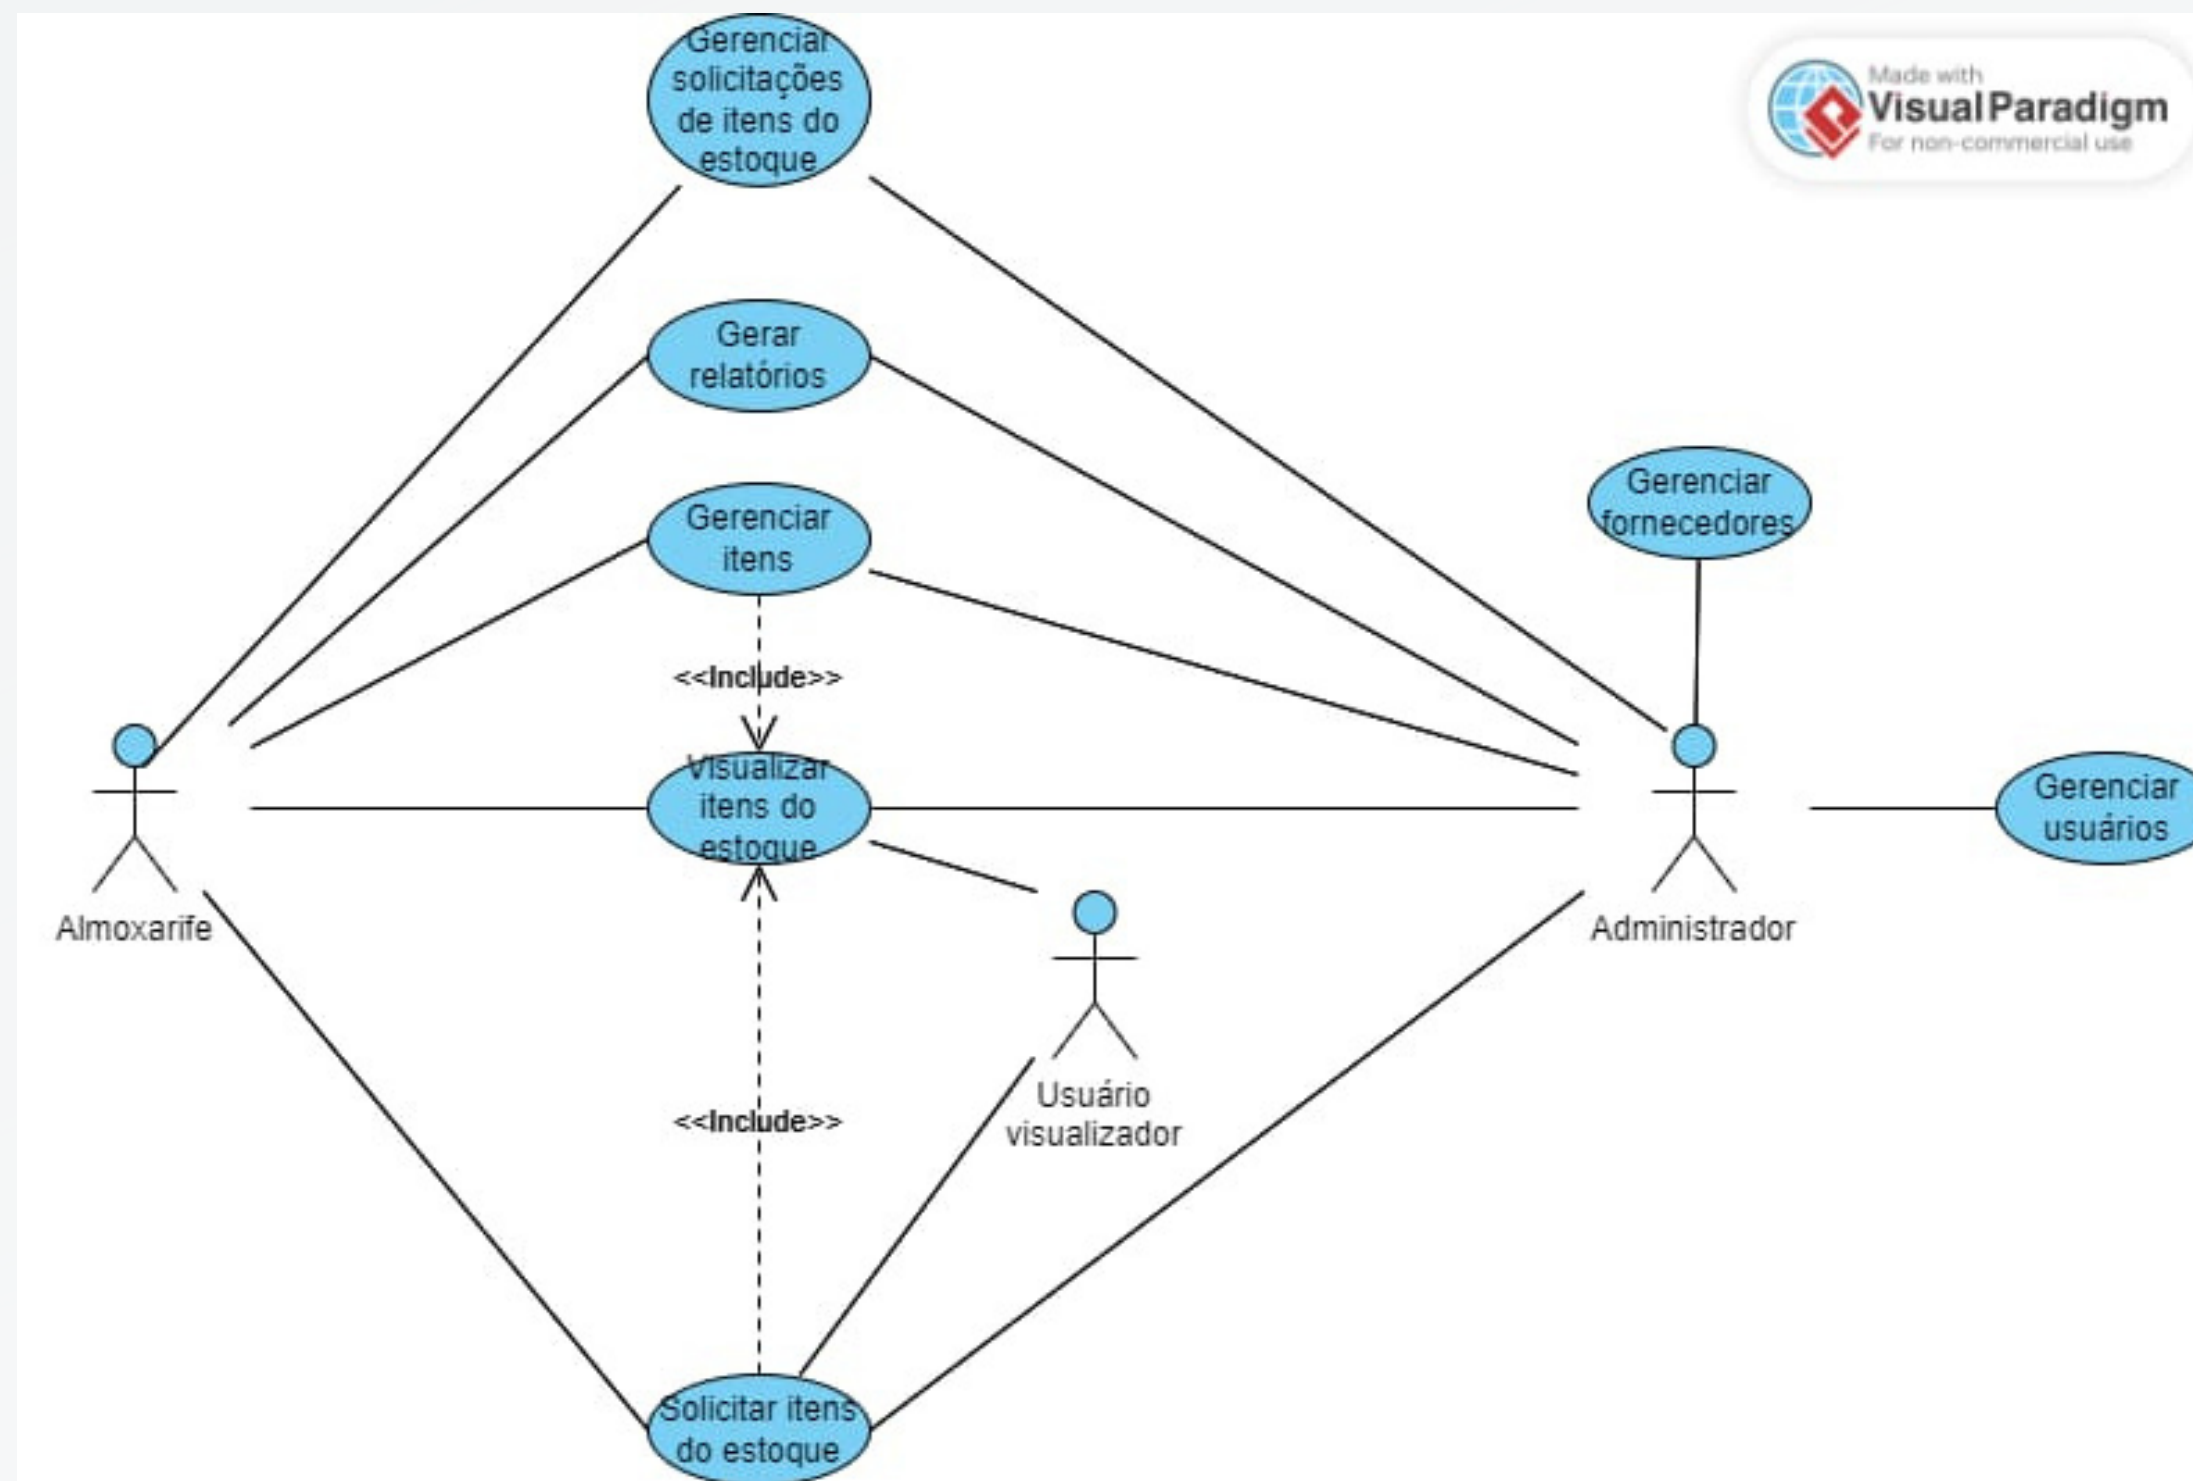 Gerenciar
solicitações
de itens do
estoque
Made with
Visual Paradigm
For non-commercial use
Gerar
relatórios
Gerenciar
fornecedores
Gerenciar
itens
<<Include>>
Visualizar
itens do
estoque
Gerenciar
usuários
Almoxarife
Administrador
Usuário
visualizador
<<Include>>
Solicitar itens
do estoque